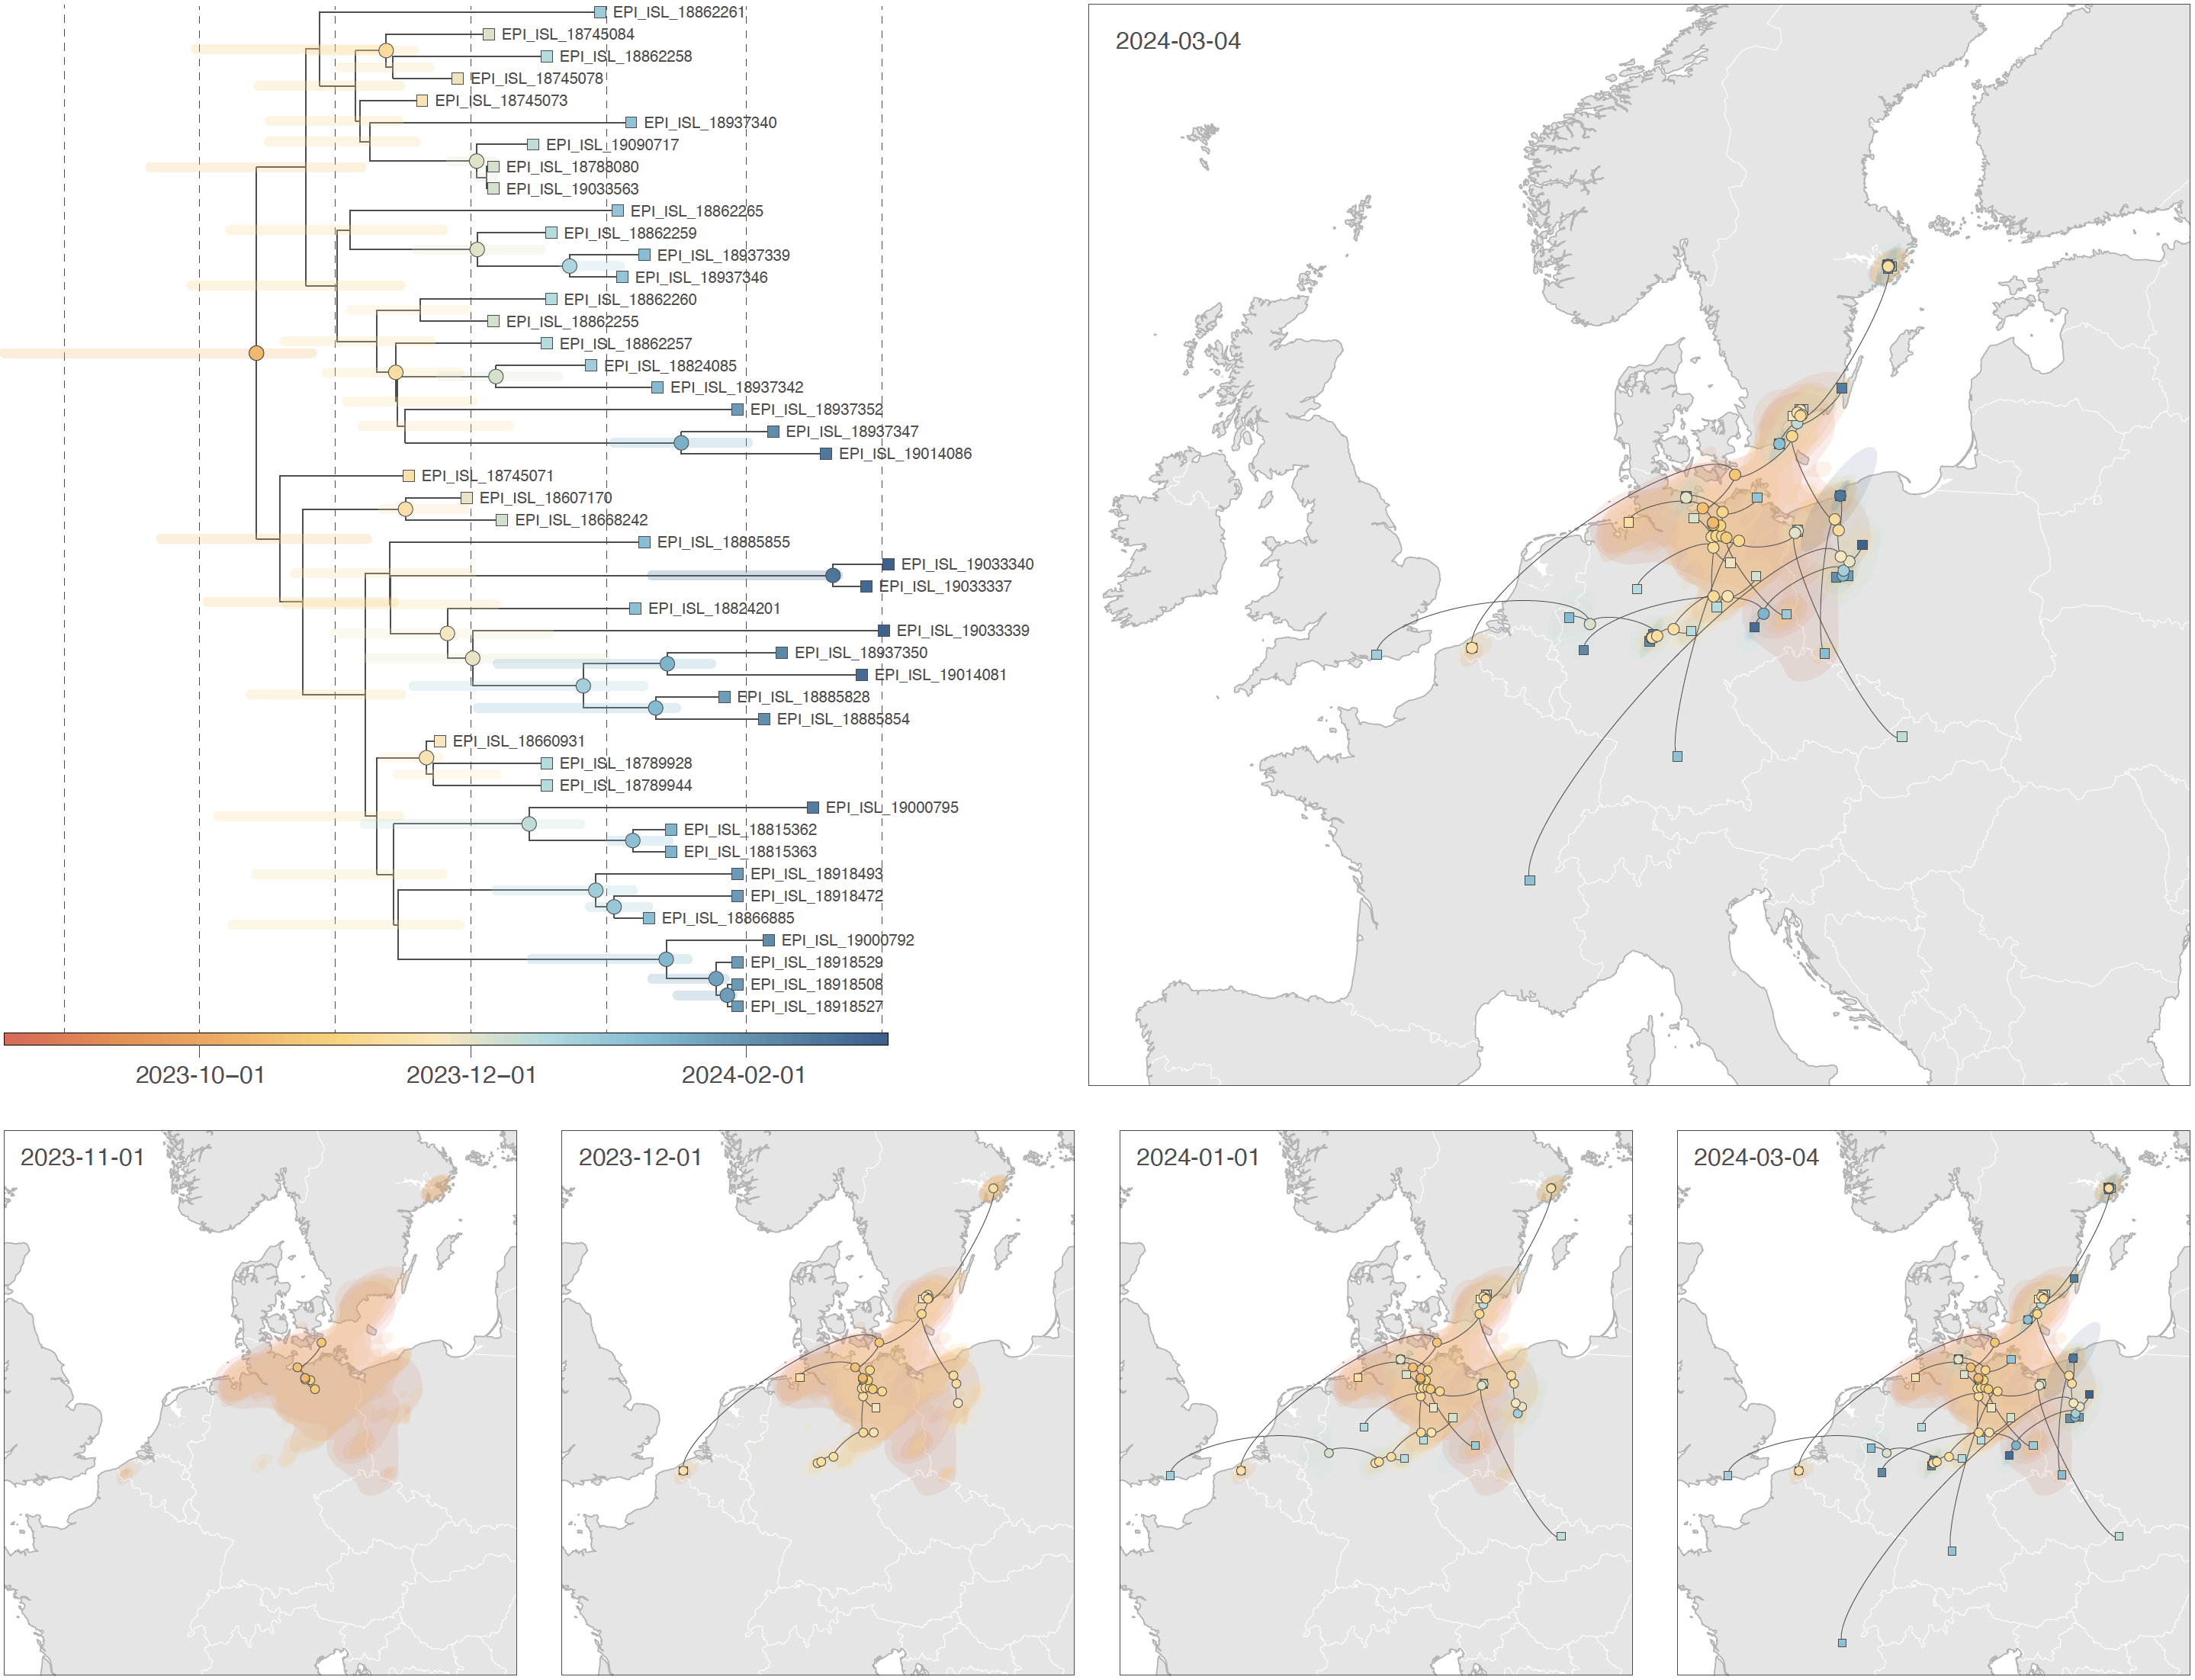 EPI_ISL_18862261
EPI_ISL_18745084
EPI_ISL_18862258
EPI_ISL_18745078
EPI_ISL_18745073
EPI_ISL_18937340
EPI_ISL_19090717
EPI_ISL_18788080
EPI_ISL_19033563
EPI_ISL_18862265
EPI_ISL_18862259
EPI_ISL_18937339
EPI_ISL_18937346
EPI_ISL_18862260
EPI_ISL_18862255
EPI_ISL_18862257
EPI_ISL_18824085
EPI_ISL_18937342
EPI_ISL_18937352
EPI_ISL_18937347
EPI_ISL_19014086
EPI_ISL_18745071
EPI_ISL_18607170
EPI_ISL_18668242
EPI_ISL_18885855
EPI_ISL_19033340
EPI_ISL_19033337
EPI_ISL_18824201
EPI_ISL_19033339
EPI_ISL_18937350
EPI_ISL_19014081
EPI_ISL_18885828
EPI_ISL_18885854
EPI_ISL_18660931
EPI_ISL_18789928
EPI_ISL_18789944
EPI_ISL_19000795
EPI_ISL_18815362
EPI_ISL_18815363
EPI_ISL_18918493
EPI_ISL_18918472
EPI_ISL_18866885
EPI_ISL_19000792
EPI_ISL_18918529
EPI_ISL_18918508
EPI_ISL_18918527
2023-10-01 2023-12-01 2024-02-01
2024-03-04
2023-11-01
2023-12-01
2024-01-01
2024-03-04